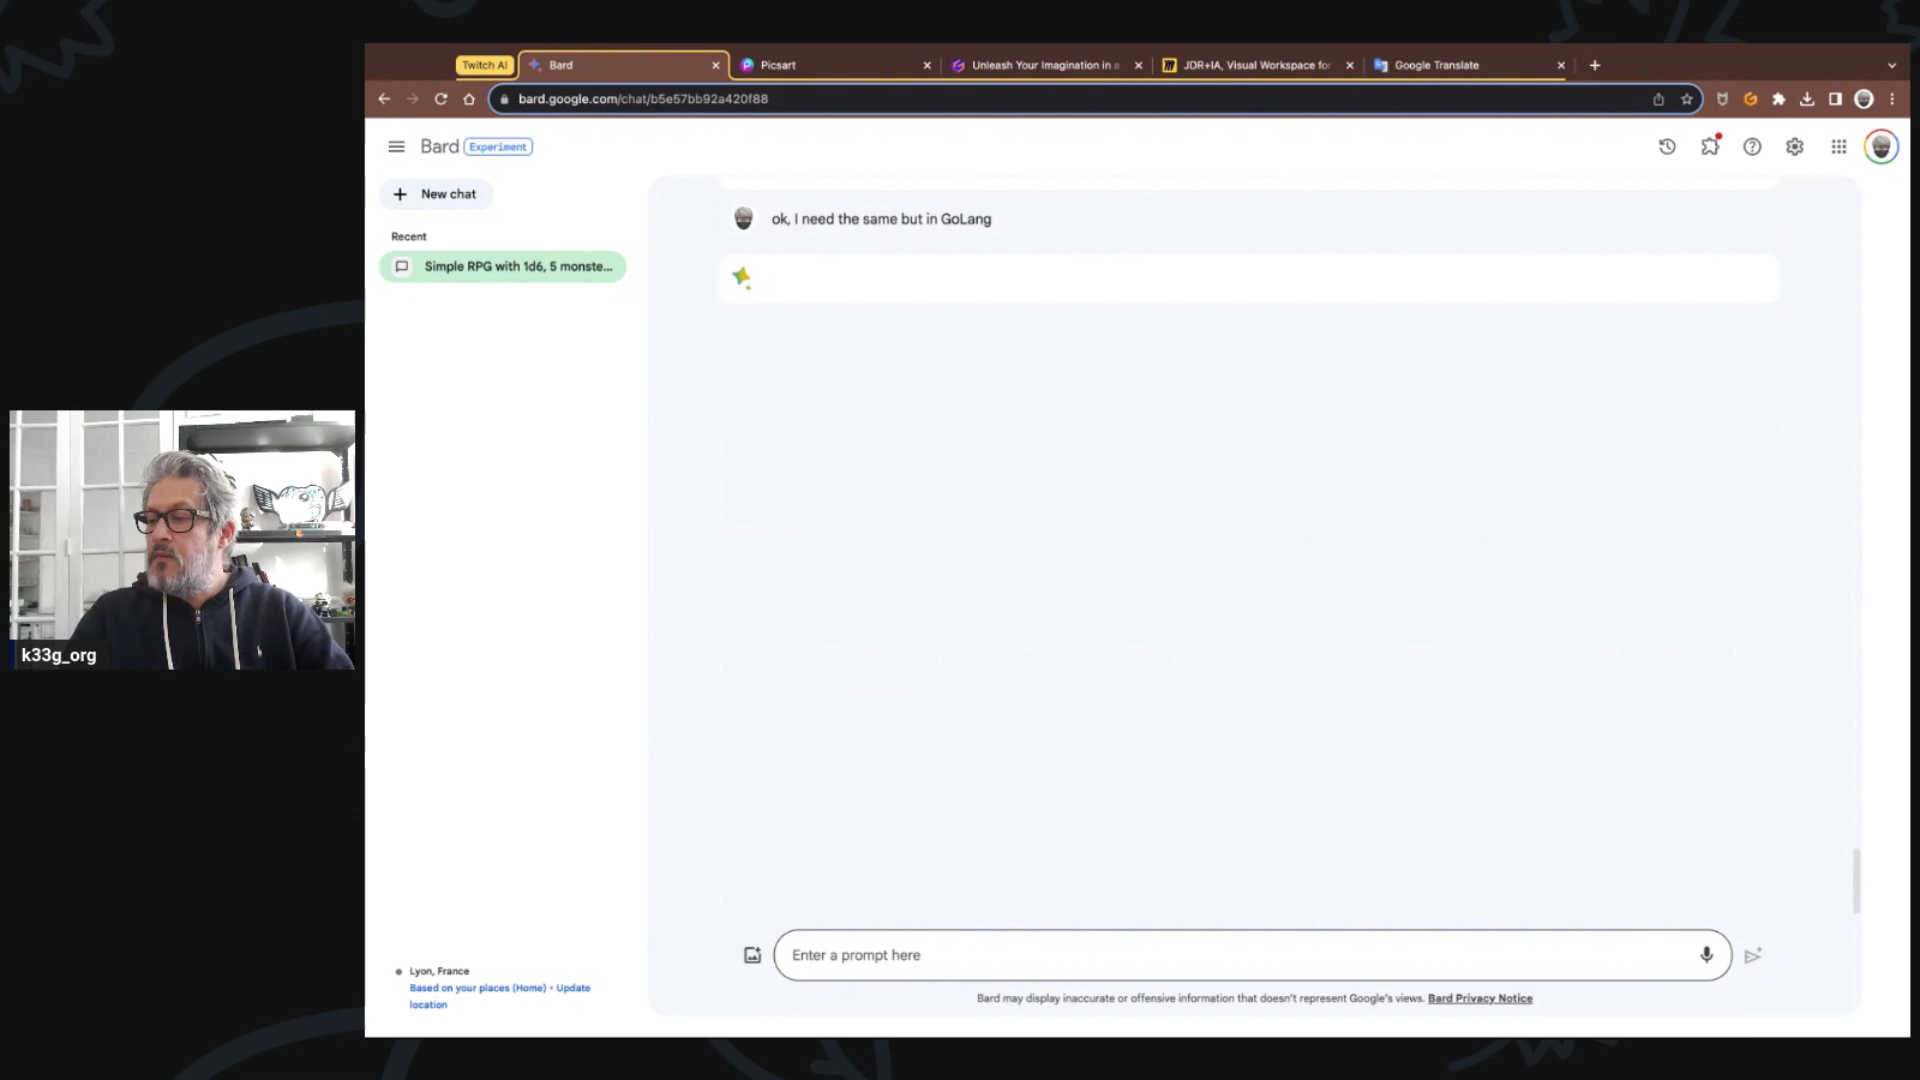 Twitch AI
Bard
Picsart
Unleash Your Imagination in a
JDR+IA, Visual Workspace for
Google Translate
bard.google.com/chat/b5e57bb92a420f88
Bard Experiment
New chat
Recent
Simple RPG with 1d6, 5 monste...
ok, I need the same but in GoLang
k33g_org
Enter a prompt here
Lyon, France
Based on your places (Home) • Update
location
Bard may display inaccurate or offensive information that doesn't represent Google's views. Bard Privacy Notice